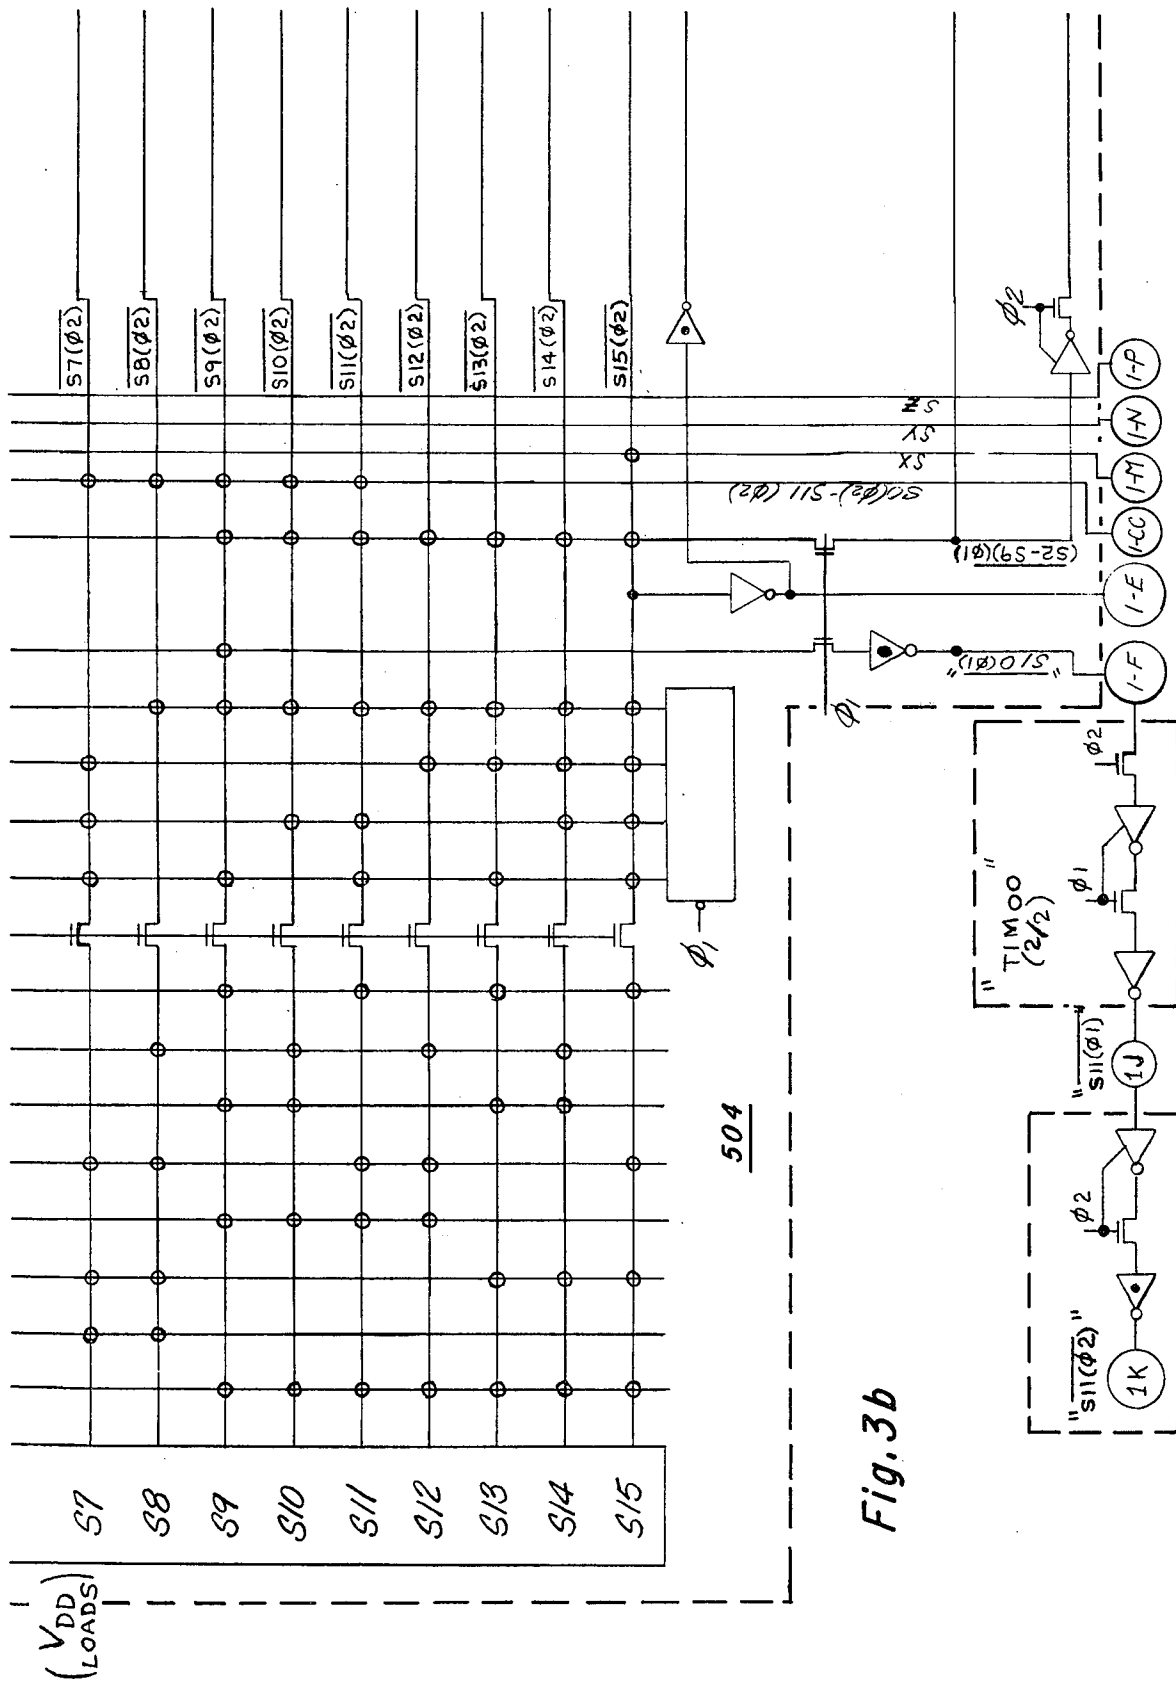 (VDD
LOADS)
S7
S8
S9
S10
S11
S12
S13
S14
S15
S7(φ2)
S8(φ2)
S9(φ2)
S10(φ2)
S11(φ2)
S12(φ2)
S13(φ2)
S14(φ2)
S15(φ2)
SZ
SY
SX
S0(φ2)-S11(φ2)
(S2-S9)(φ1)
"S10(φ1)"
φ1
φ1
504
φ2
1-P
1-N
1-M
1-CC
1-E
1-F
φ2
φ1
"TIM00"
(2/2)
"S11(φ1)"
1J
φ2
"S11(φ2)"
1K
Fig. 3b